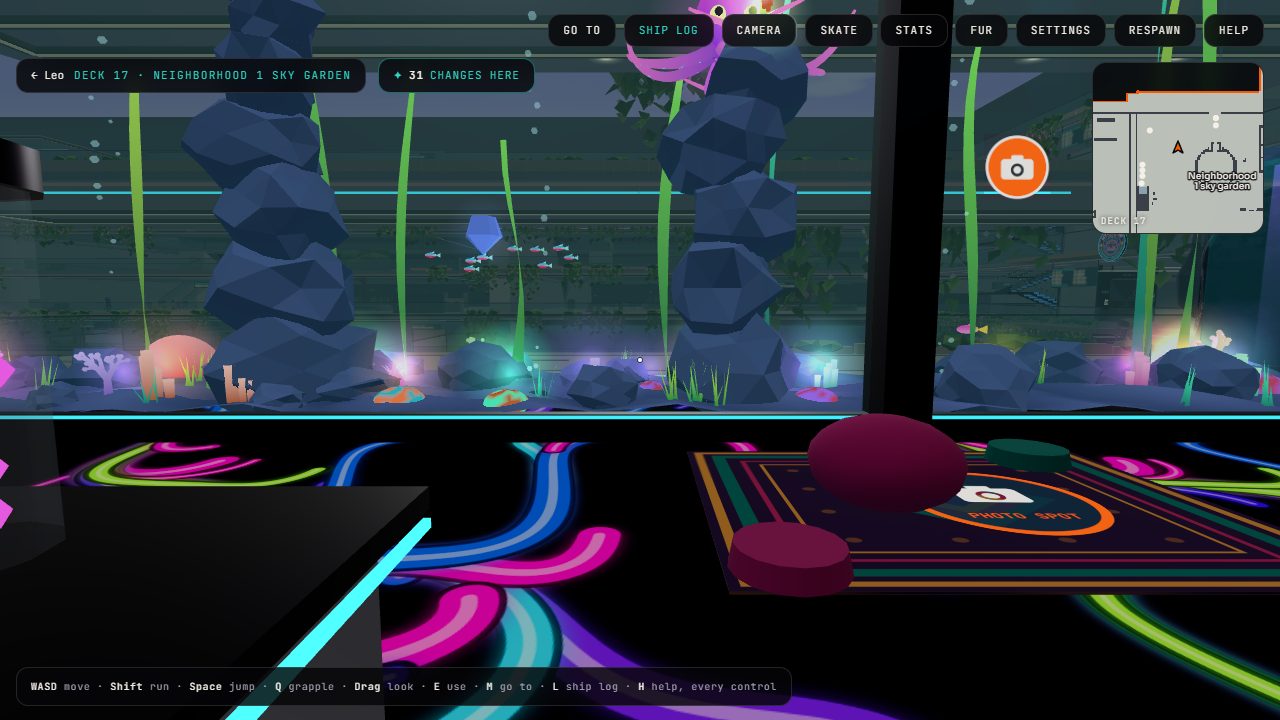 GO TO
SHIP LOG
CAMERA
SKATE
STATS
FUR
SETTINGS
RESPAWN
HELP
← Leo DECK 17 · NEIGHBORHOOD 1 SKY GARDEN
✦ 31 CHANGES HERE
Neighborhood
1 sky garden
DECK 17
PHOTO SPOT
WASD move · Shift run · Space jump · Q grapple · Drag look · E use · M go to · L ship log · H help, every control